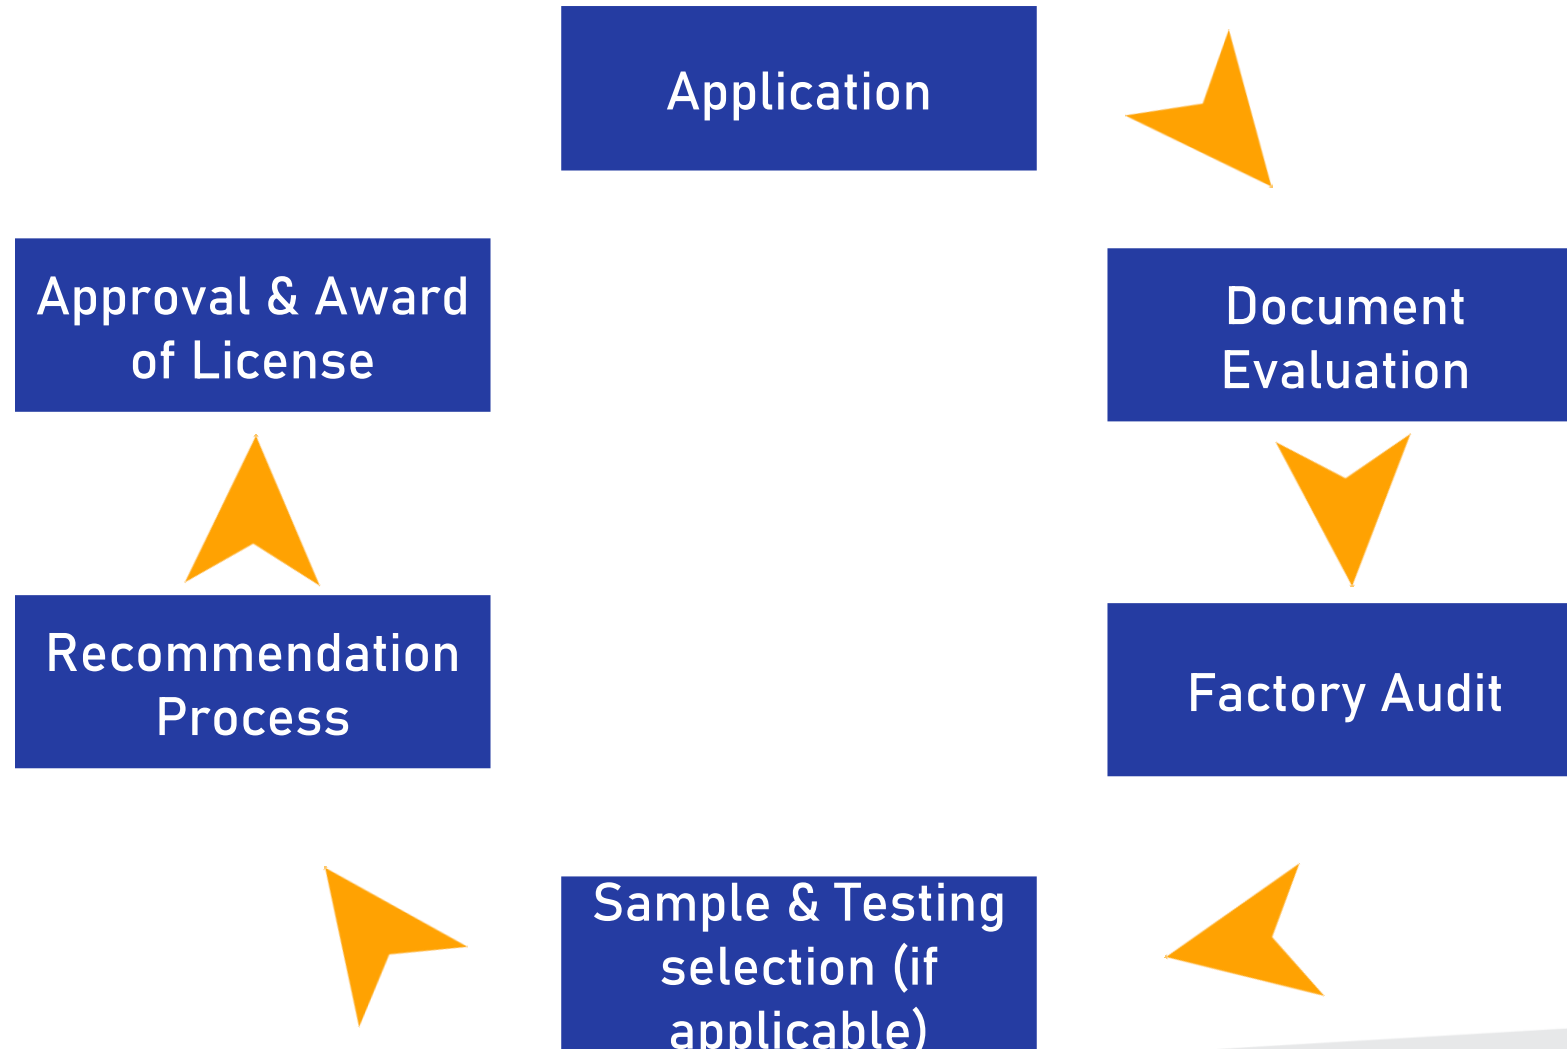 Application
Document
Evaluation
Factory Audit
Sample & Testing
selection (if
applicable)
Recommendation
Process
Approval & Award
of License